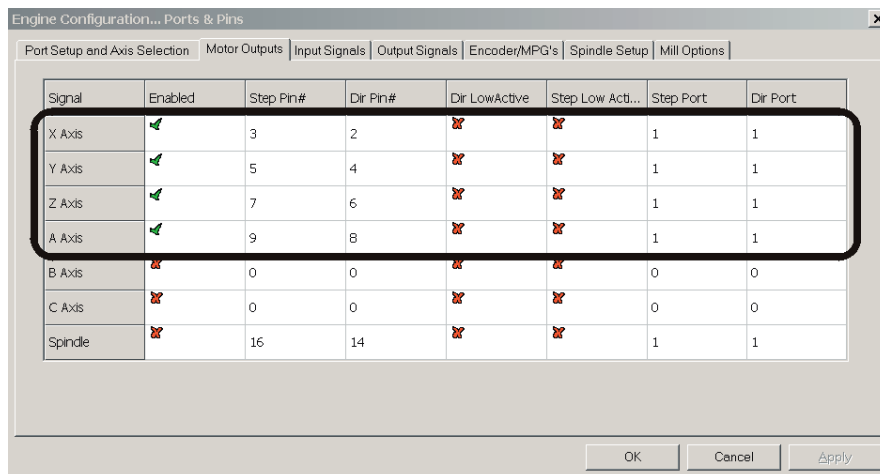 Engine Configuration... Ports & Pins
Port Setup and Axis Selection Motor Outputs Input Signals Output Signals Encoder/MPG's Spindle Setup Mill Options
Signal Enabled Step Pin# Dir Pin# Dir LowActive Step Low Acti... Step Port Dir Port
X Axis 3 2 1 1
Y Axis 5 4 1 1
Z Axis 7 6 1 1
A Axis 9 8 1 1
B Axis 0 0 0 0
C Axis 0 0 0 0
Spindle 16 14 1 1
OK Cancel Apply